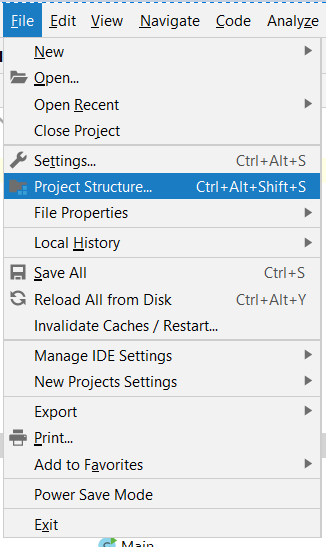 File Edit View Navigate Code Analyze
New
Open...
Open Recent
Close Project
Settings... Ctrl+Alt+S
Project Structure... Ctrl+Alt+Shift+S
File Properties
Local History
Save All Ctrl+S
Reload All from Disk Ctrl+Alt+Y
Invalidate Caches / Restart...
Manage IDE Settings
New Projects Settings
Export
Print...
Add to Favorites
Power Save Mode
Exit
Main